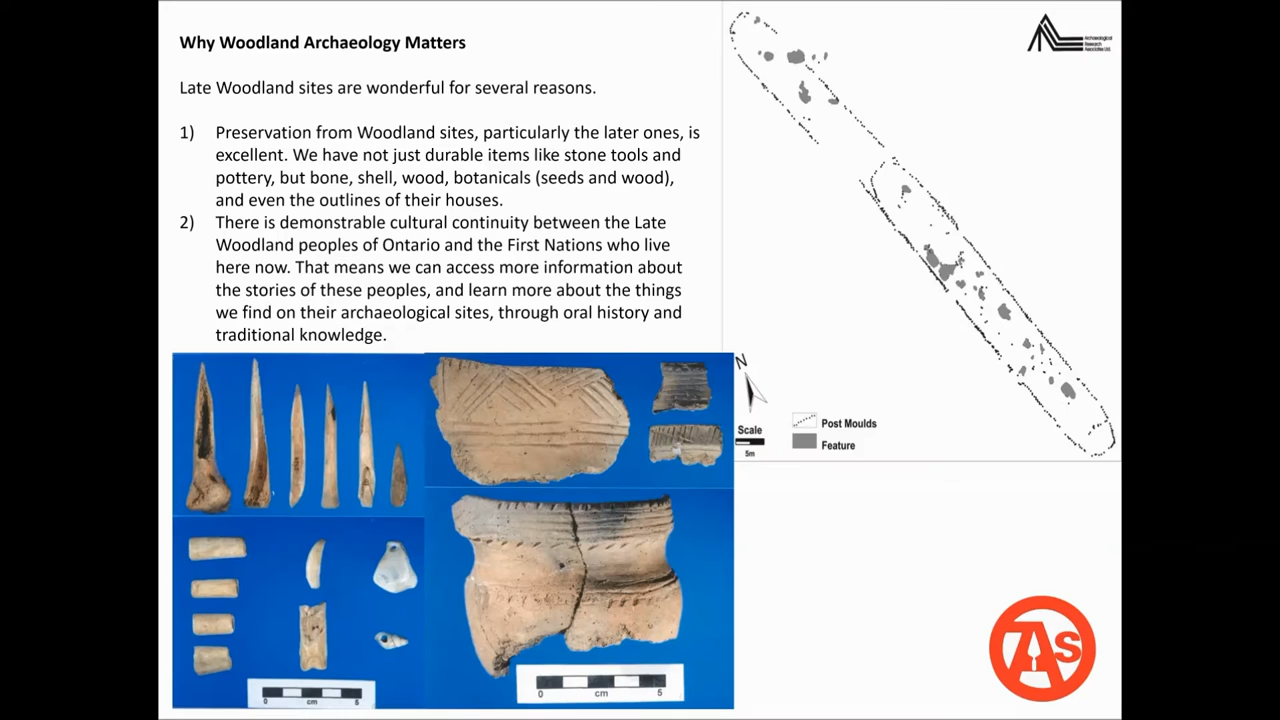 Why Woodland Archaeology Matters
Late Woodland sites are wonderful for several reasons.
1) Preservation from Woodland sites, particularly the later ones, is
excellent. We have not just durable items like stone tools and
pottery, but bone, shell, wood, botanicals (seeds and wood),
and even the outlines of their houses.
2) There is demonstrable cultural continuity between the Late
Woodland peoples of Ontario and the First Nations who live
here now. That means we can access more information about
the stories of these peoples, and learn more about the things
we find on their archaeological sites, through oral history and
traditional knowledge.
Archaeological
Research
Associates Ltd.
N
Scale
5m
Post Moulds
Feature
0 cm 5
0 cm 5
7As